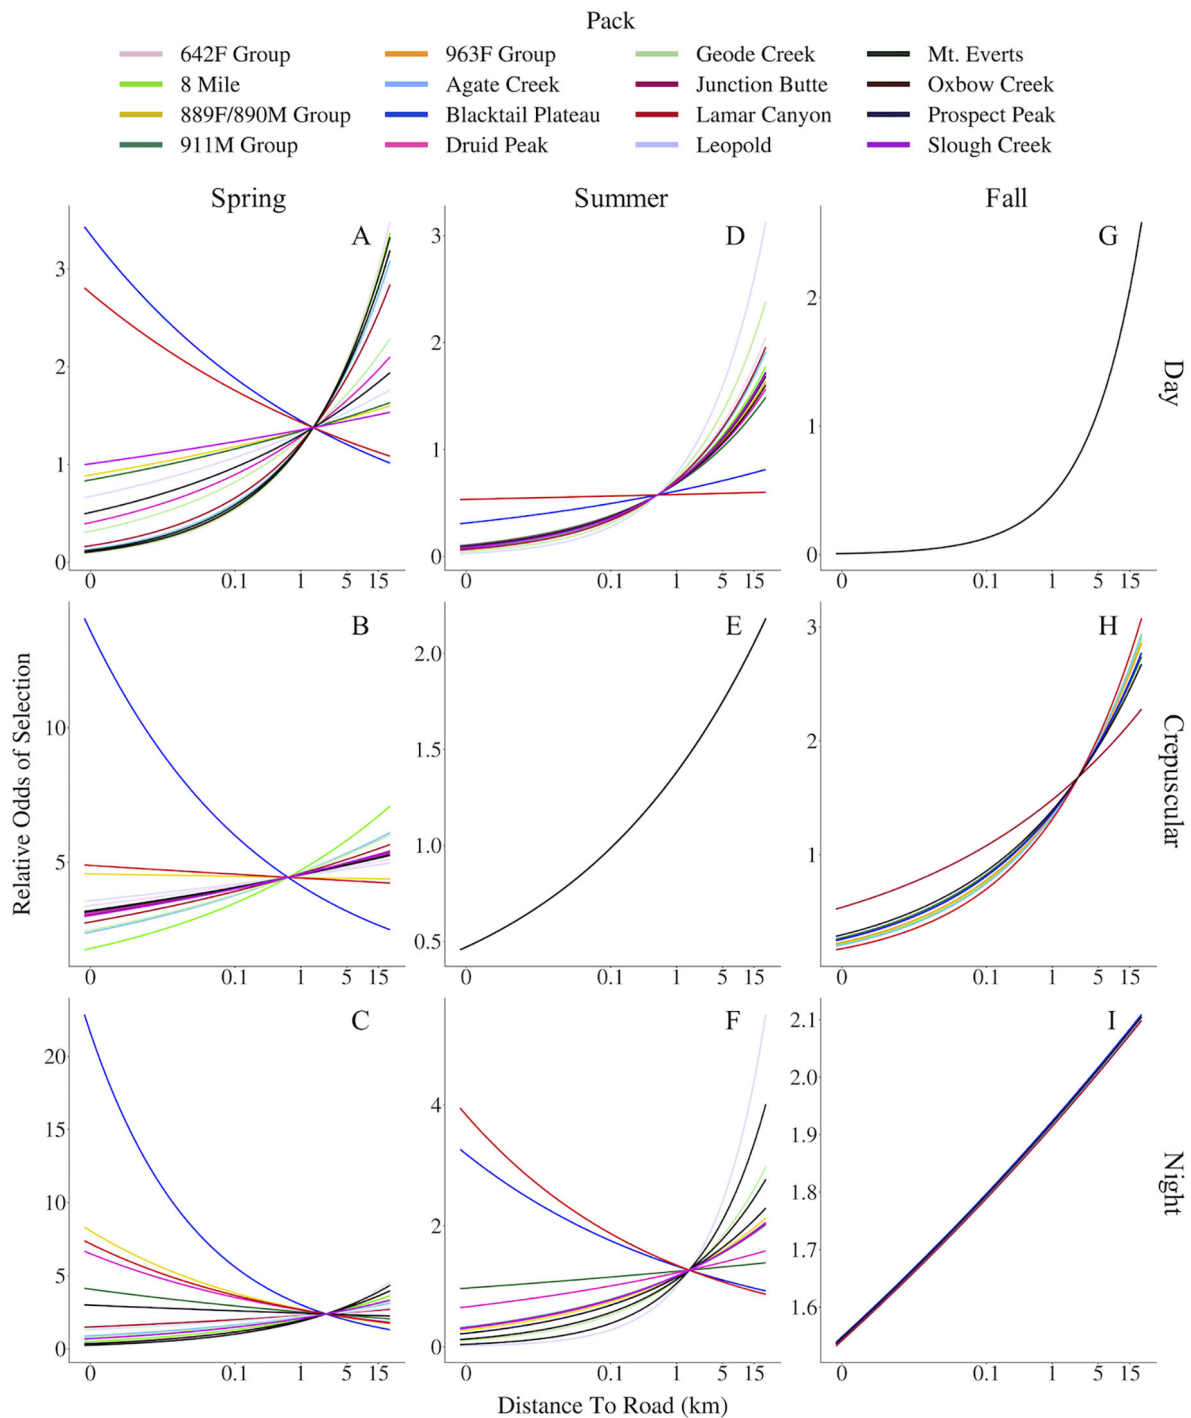 Pack
642F Group 963F Group Geode Creek Mt. Everts
8 Mile Agate Creek Junction Butte Oxbow Creek
889F/890M Group Blacktail Plateau Lamar Canyon Prospect Peak
911M Group Druid Peak Leopold Slough Creek
Spring Summer Fall
A D G
3 2 1 0
3 2 1 0
2 1 0
Day
0 0.1 1 5 15 0 0.1 1 5 15 0 0.1 1 5 15
B E H
10 5
2.0 1.5 1.0 0.5
3 2 1
Crepuscular
Relative Odds of Selection
0 0.1 1 5 15 0 0.1 1 5 15 0 0.1 1 5 15
C F I
20 15 10 5 0
4 2 0
2.1 2.0 1.9 1.8 1.7 1.6
Night
0 0.1 1 5 15 0 0.1 1 5 15 0 0.1 1 5 15
Distance To Road (km)